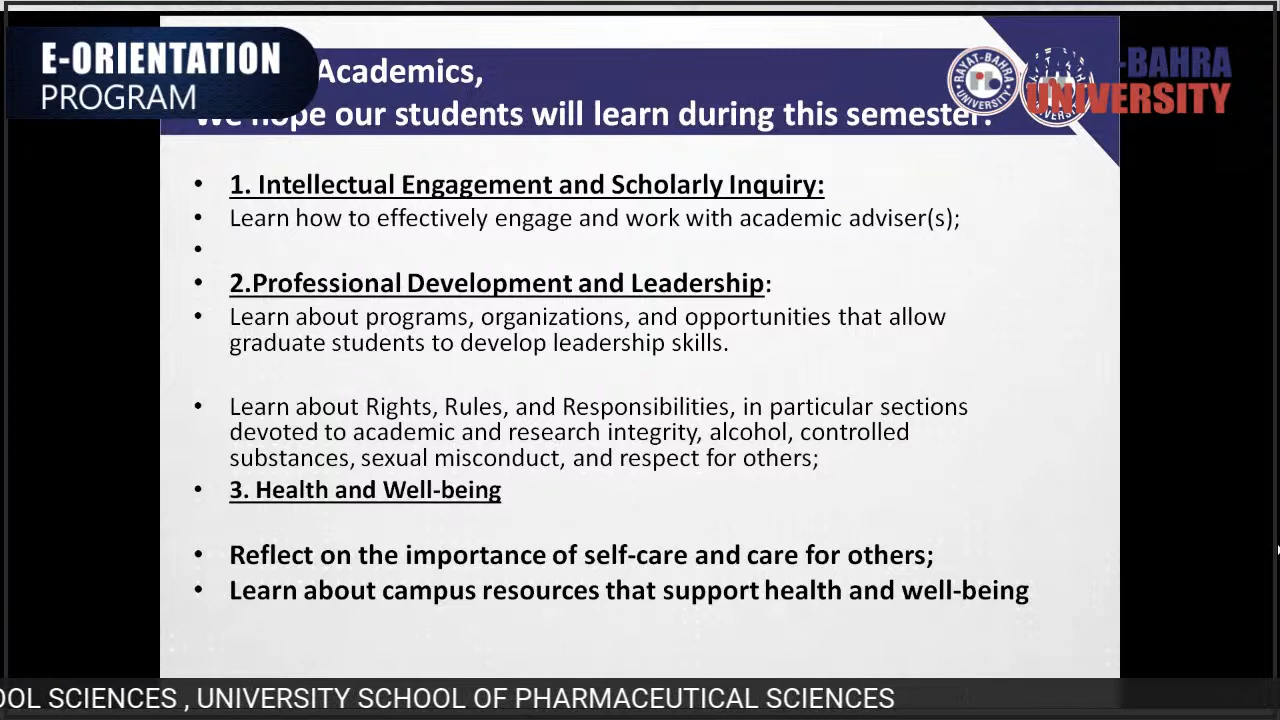 E-ORIENTATION
PROGRAM
Academics,
We hope our students will learn during this semester:
RAYAT-BAHRA UNIVERSITY
-BAHRA
UNIVERSITY
• 1. Intellectual Engagement and Scholarly Inquiry:
• Learn how to effectively engage and work with academic adviser(s);
•
• 2.Professional Development and Leadership:
• Learn about programs, organizations, and opportunities that allow
graduate students to develop leadership skills.
• Learn about Rights, Rules, and Responsibilities, in particular sections
devoted to academic and research integrity, alcohol, controlled
substances, sexual misconduct, and respect for others;
• 3. Health and Well-being
• Reflect on the importance of self-care and care for others;
• Learn about campus resources that support health and well-being
OOL SCIENCES , UNIVERSITY SCHOOL OF PHARMACEUTICAL SCIENCES